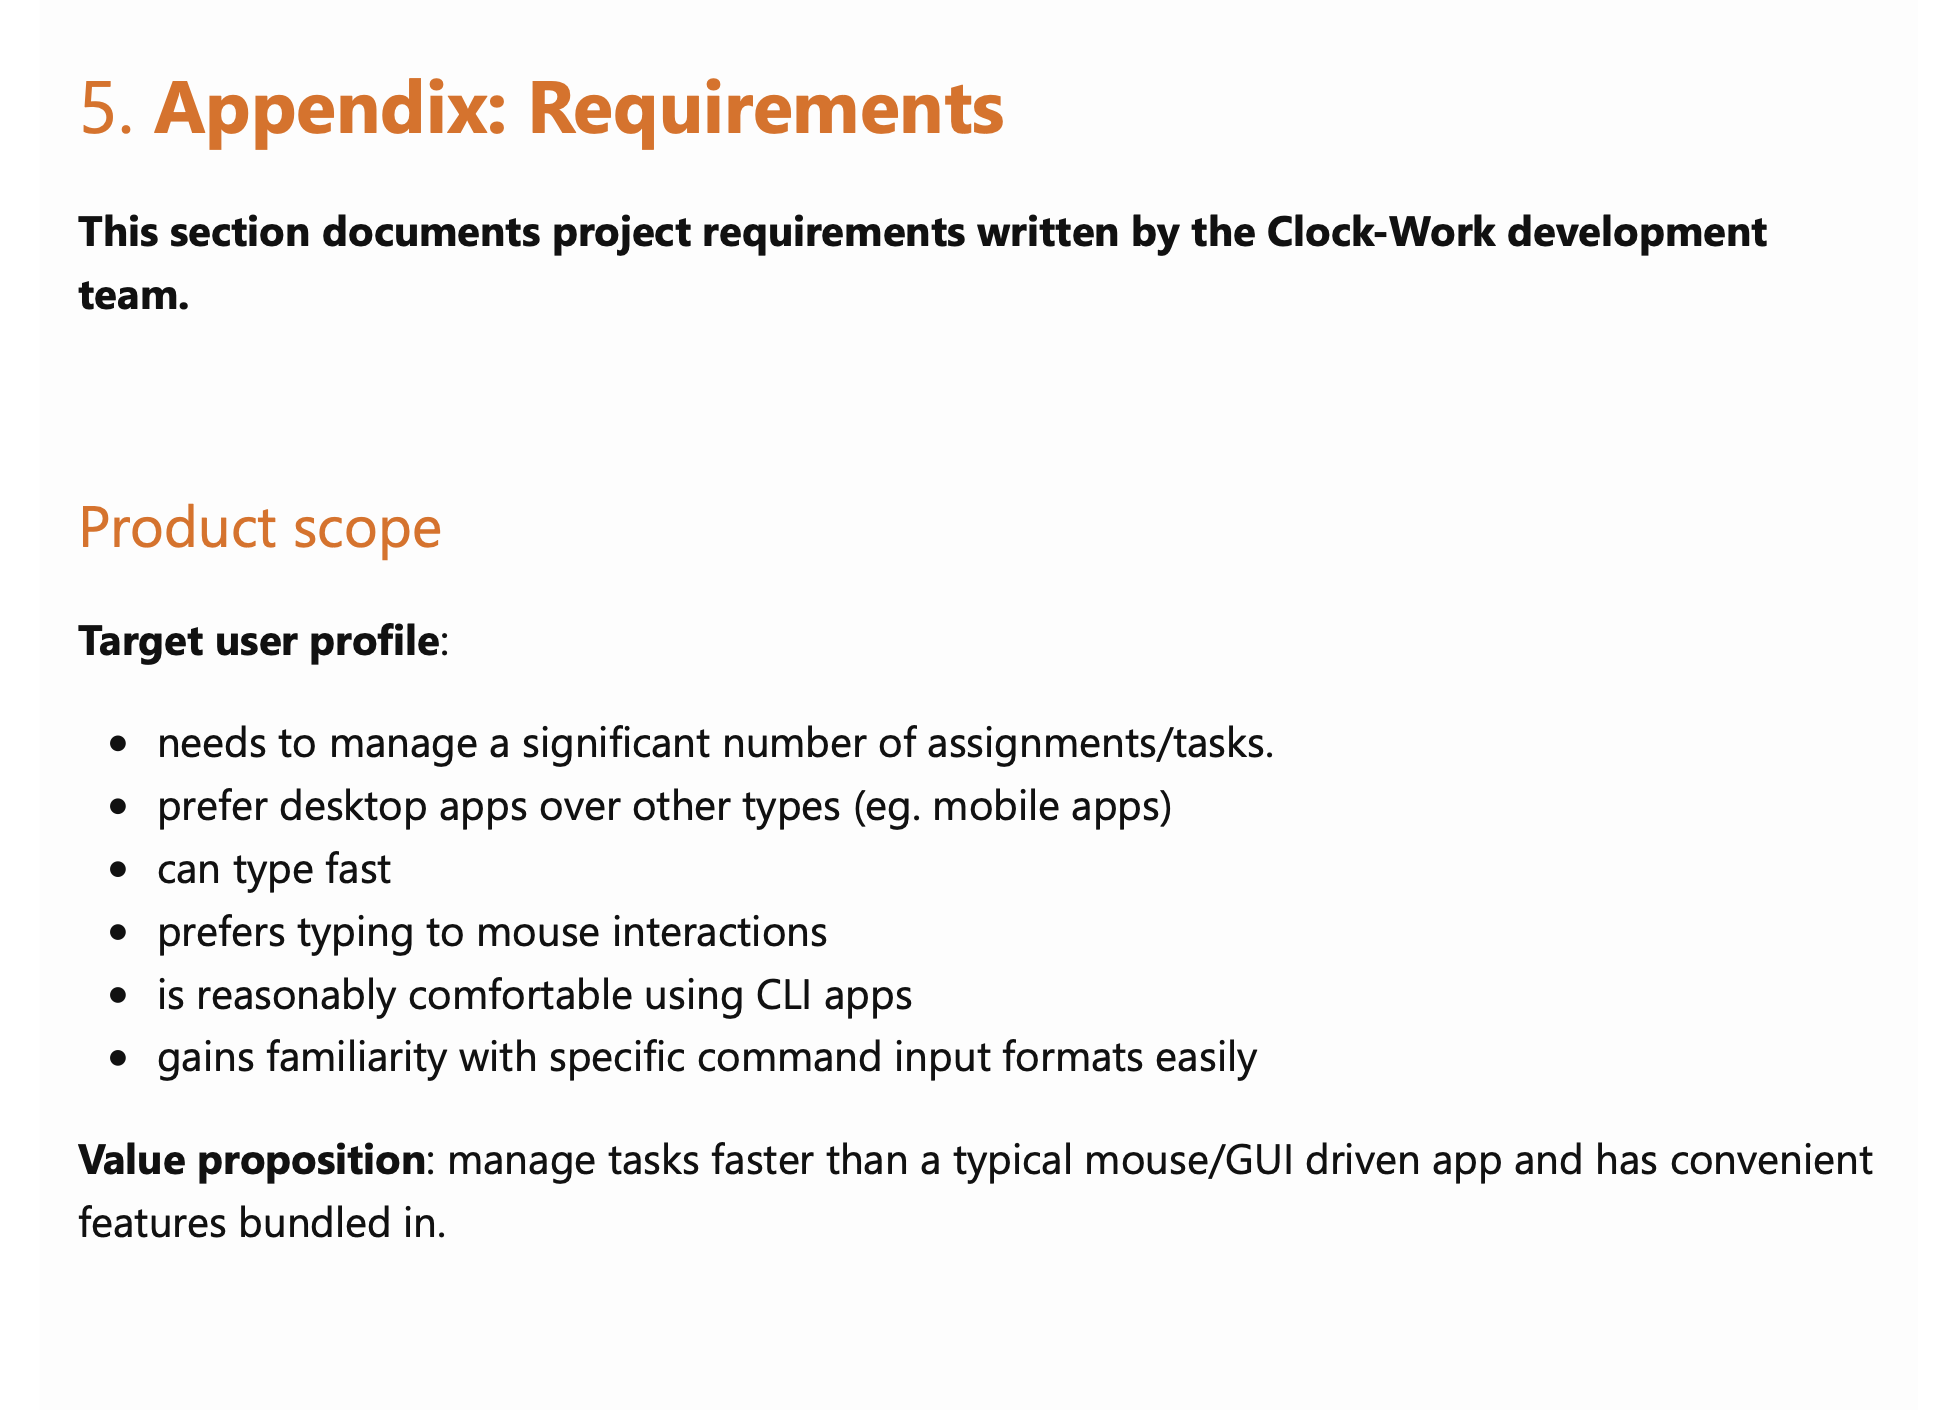 5. Appendix: Requirements
This section documents project requirements written by the Clock-Work development
team.
Product scope
Target user profile:
• needs to manage a significant number of assignments/tasks.
• prefer desktop apps over other types (eg. mobile apps)
• can type fast
• prefers typing to mouse interactions
• is reasonably comfortable using CLI apps
• gains familiarity with specific command input formats easily
Value proposition: manage tasks faster than a typical mouse/GUI driven app and has convenient
features bundled in.